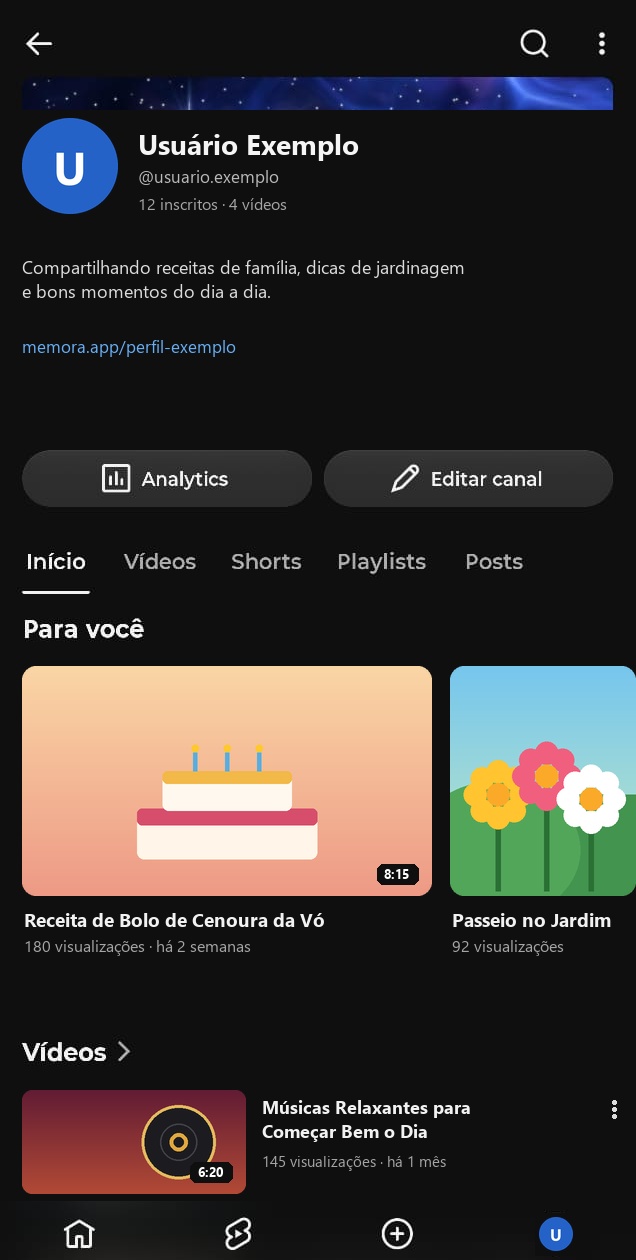 U
Usuário Exemplo
@usuario.exemplo
12 inscritos · 4 vídeos
Compartilhando receitas de família, dicas de jardinagem
e bons momentos do dia a dia.
memora.app/perfil-exemplo
Analytics
Editar canal
Início
Vídeos
Shorts
Playlists
Posts
Para você
8:15
Receita de Bolo de Cenoura da Vó
180 visualizações · há 2 semanas
Passeio no Jardim
92 visualizações
Vídeos
6:20
Músicas Relaxantes para
Começar Bem o Dia
145 visualizações · há 1 mês
U